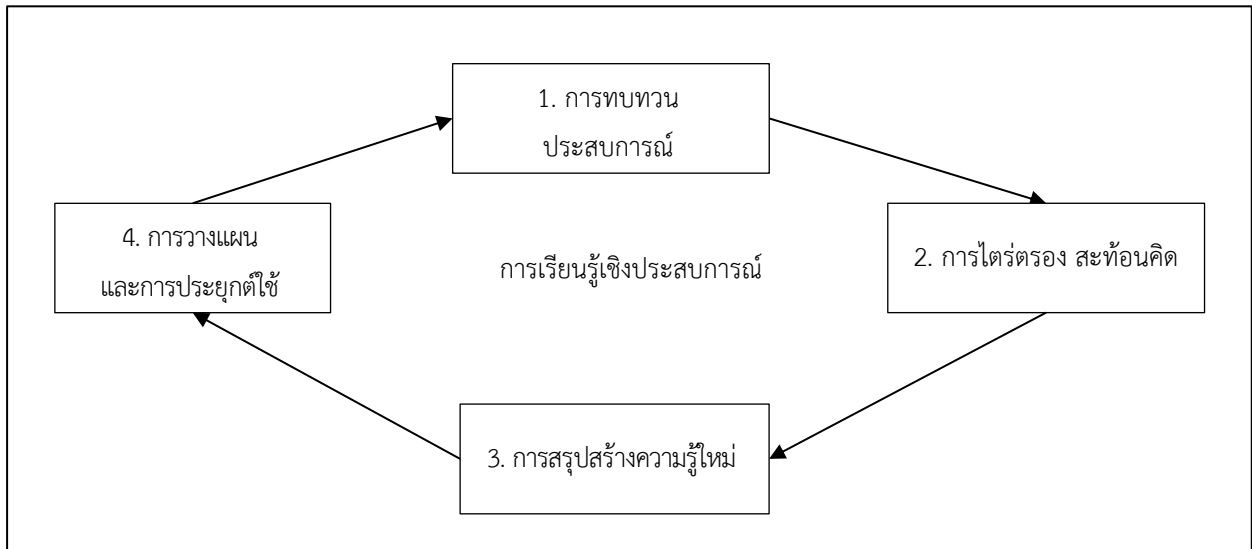 1. การทบทวน
ประสบการณ์
2. การไตร่ตรอง สะท้อนคิด
4. การวางแผน
และการประยุกต์ใช้
การเรียนรู้เชิงประสบการณ์
3. การสรุปสร้างความรู้ใหม่